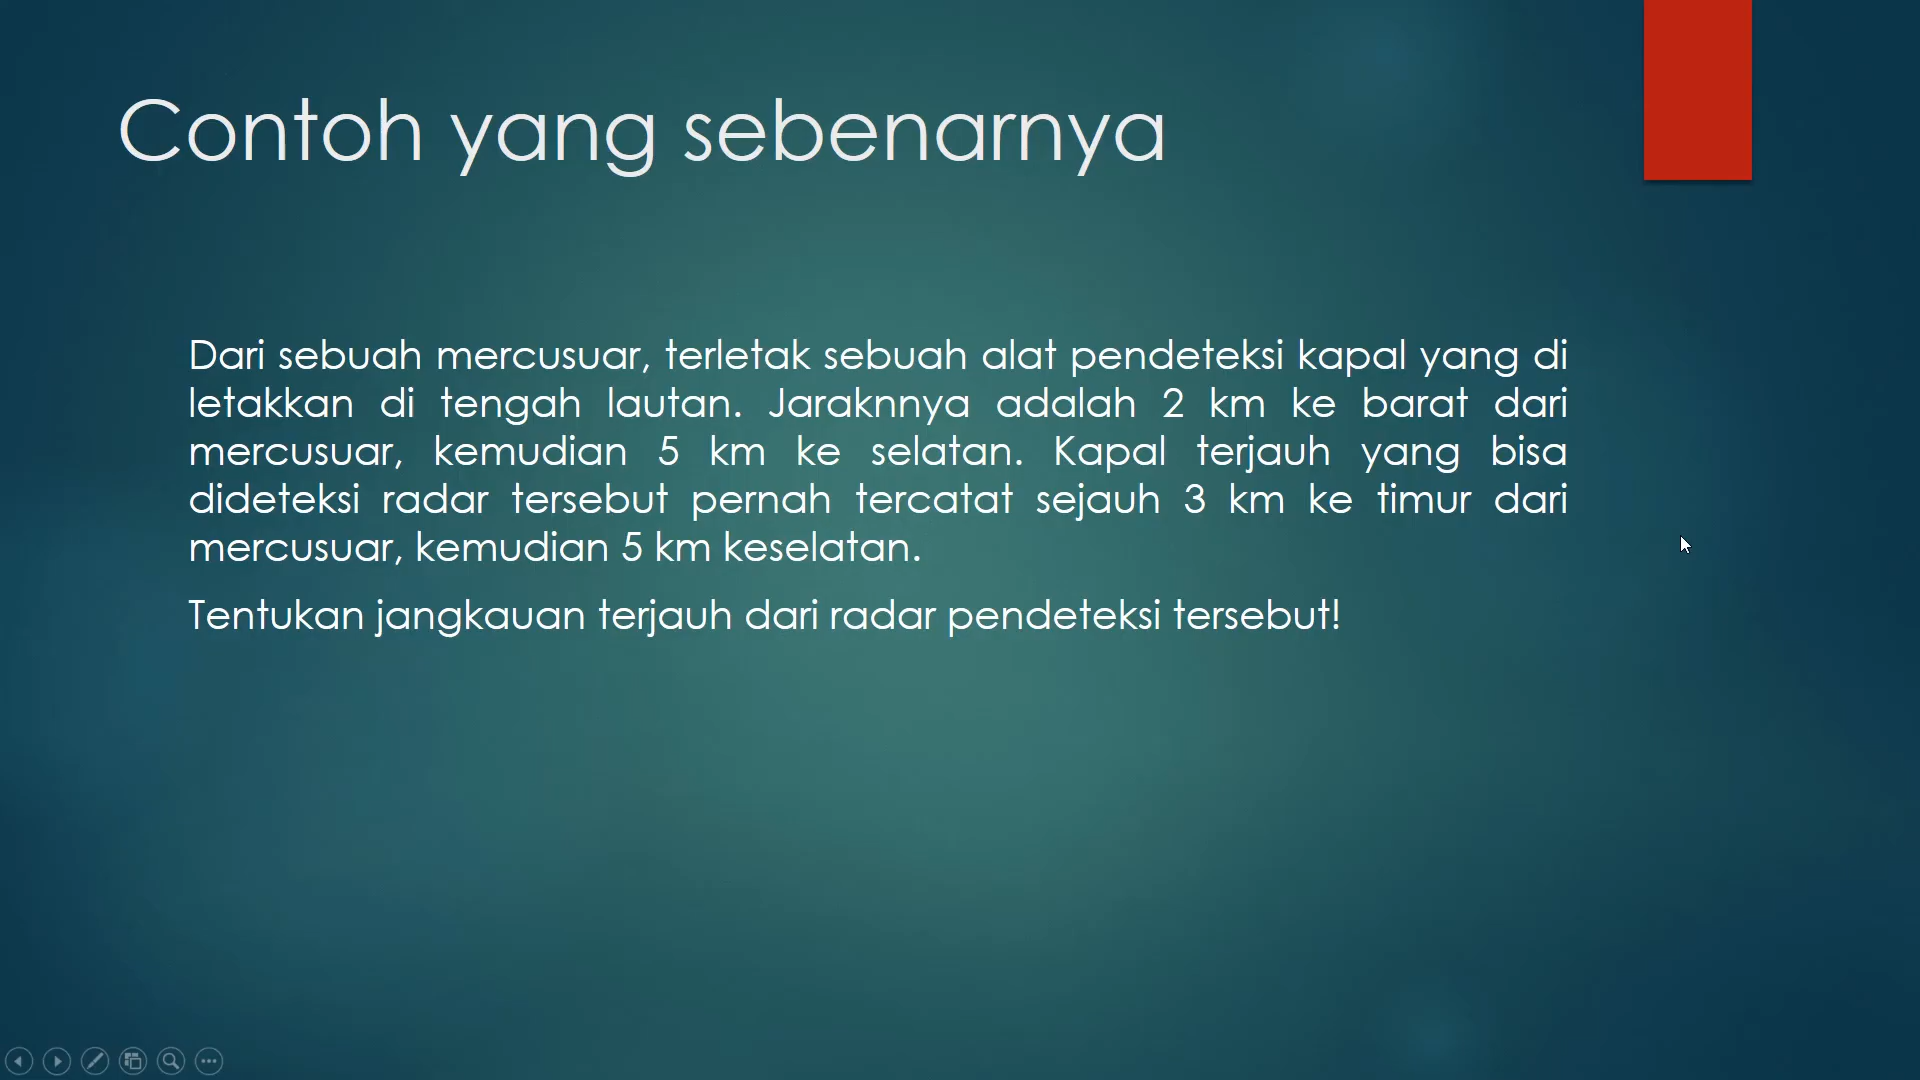 Contoh yang sebenarnya
Dari sebuah mercusuar, terletak sebuah alat pendeteksi kapal yang di
letakkan di tengah lautan. Jaraknnya adalah 2 km ke barat dari
mercusuar, kemudian 5 km ke selatan. Kapal terjauh yang bisa
dideteksi radar tersebut pernah tercatat sejauh 3 km ke timur dari
mercusuar, kemudian 5 km keselatan.
Tentukan jangkauan terjauh dari radar pendeteksi tersebut!